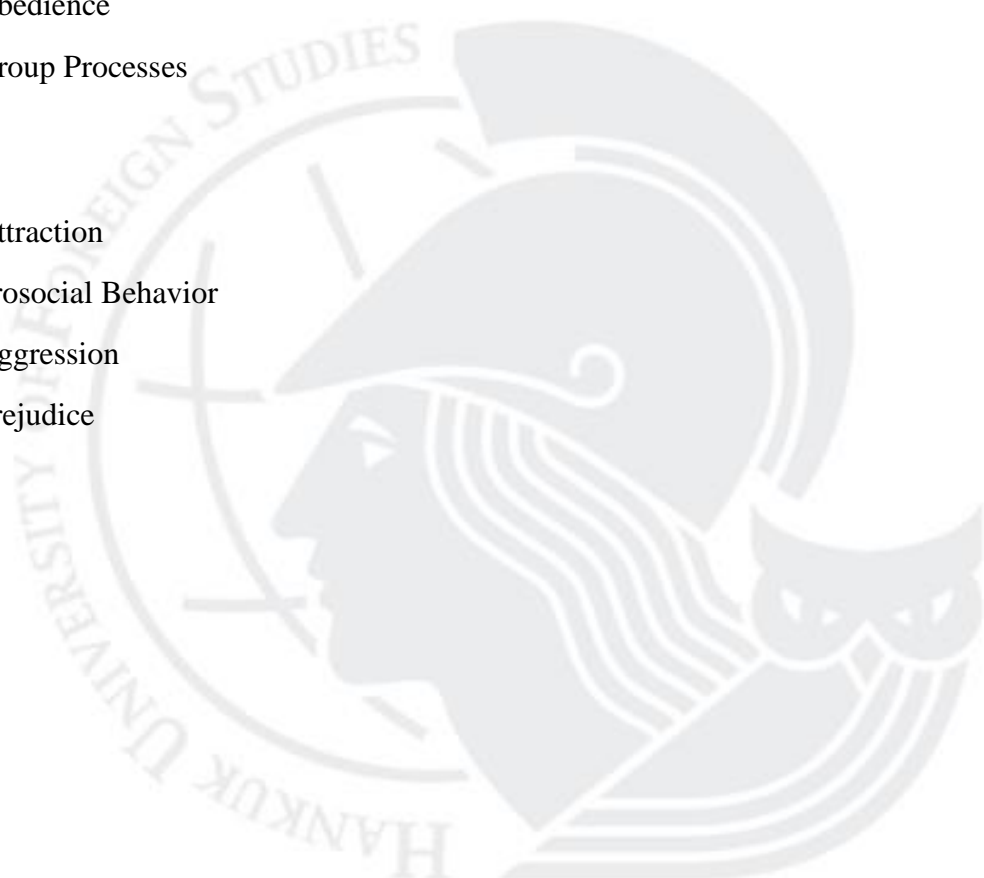 bedience
roup Processes
ttraction
rosocial Behavior
ggression
rejudice
HANKUK UNIVERSITY OF FOREIGN STUDIES